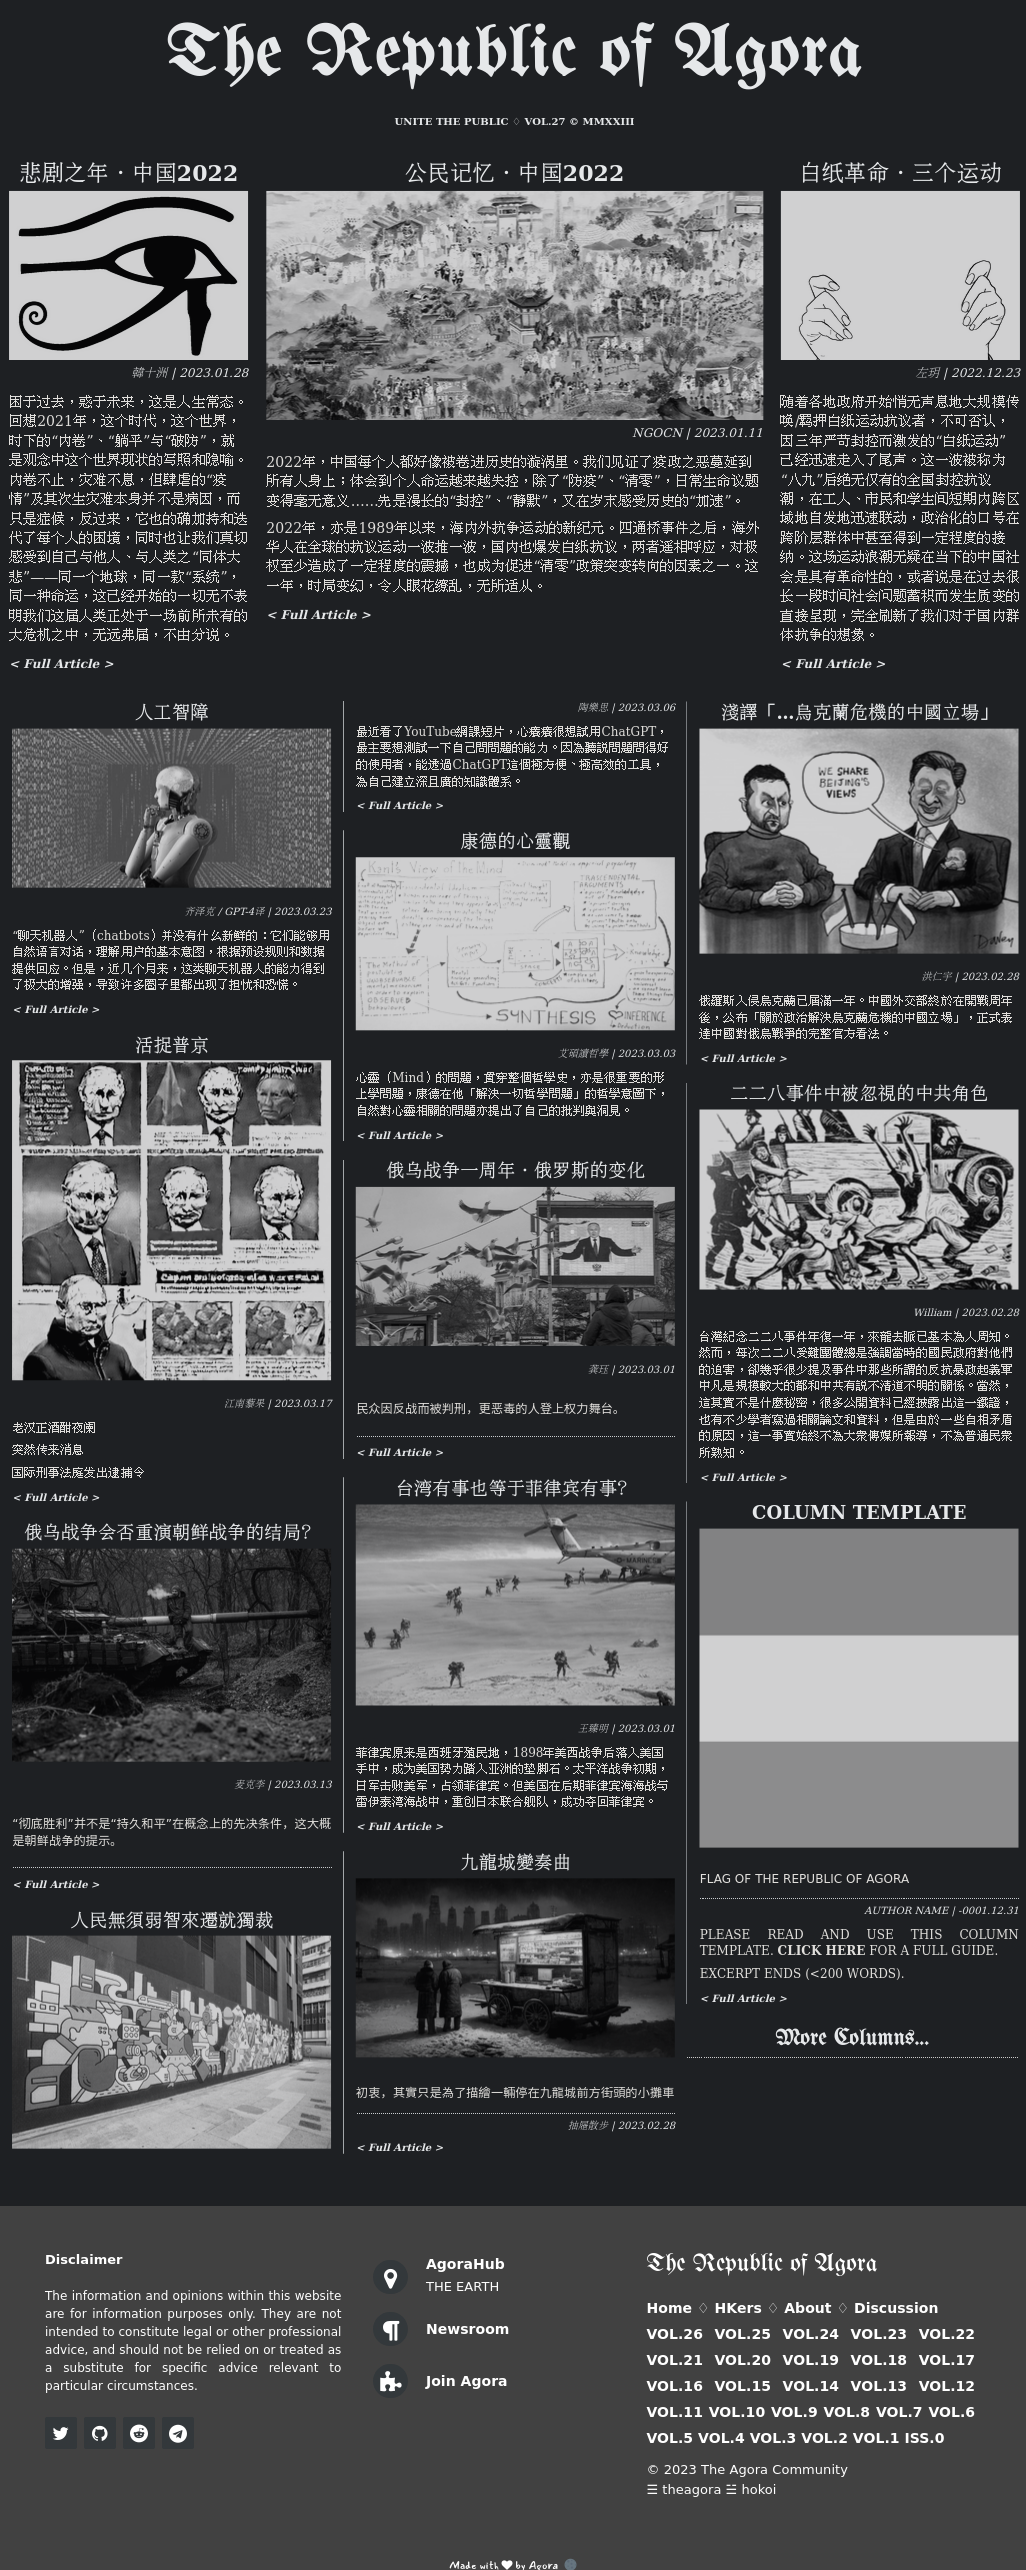 The Republic of Agora
UNITE THE PUBLIC ♢ VOL.27 © MMXXIII
悲剧之年・中国2022
韓十洲 | 2023.01.28
困于过去，惑于未来，这是人生常态。
回想2021年，这个时代，这个世界，
时下的“内卷”、“躺平”与“破防”，就
是观念中这个世界现状的写照和隐喻。
内卷不止，灾难不息，但肆虐的“疫
情”及其次生灾难本身并不是病因，而
只是症候，反过来，它也的确加持和迭
代了每个人的困境，同时也让我们真切
感受到自己与他人、与人类之“同体大
悲”——同一个地球，同一款“系统”，
同一种命运，这已经开始的一切无不表
明我们这届人类正处于一场前所未有的
大危机之中，无远弗届，不由分说。
< Full Article >
公民记忆・中国2022
NGOCN | 2023.01.11
2022年，中国每个人都好像被卷进历史的漩涡里。我们见证了疫政之恶蔓延到
所有人身上；体会到个人命运越来越失控，除了“防疫”、“清零”，日常生命议题
变得毫无意义……先是漫长的“封控”、“静默”，又在岁末感受历史的“加速”。
2022年，亦是1989年以来，海内外抗争运动的新纪元。四通桥事件之后，海外
华人在全球的抗议运动一波推一波，国内也爆发白纸抗议，两者遥相呼应，对极
权至少造成了一定程度的震撼，也成为促进“清零”政策突变转向的因素之一。这
一年，时局变幻，令人眼花缭乱，无所适从。
< Full Article >
白纸革命・三个运动
左玥 | 2022.12.23
随着各地政府开始悄无声息地大规模传
唤/羁押白纸运动抗议者，不可否认，
因三年严苛封控而激发的“白纸运动”
已经迅速走入了尾声。这一波被称为
“八九”后绝无仅有的全国封控抗议
潮，在工人、市民和学生间短期内跨区
域地自发地迅速联动，政治化的口号在
跨阶层群体中甚至得到一定程度的接
纳。这场运动浪潮无疑在当下的中国社
会是具有革命性的，或者说是在过去很
长一段时间社会问题蓄积而发生质变的
直接呈现，完全刷新了我们对于国内群
体抗争的想象。
< Full Article >
人工智障
齐泽克 / GPT-4译 | 2023.03.23
“聊天机器人”（chatbots）并没有什么新鲜的：它们能够用
自然语言对话，理解用户的基本意图，根据预设规则和数据
提供回应。但是，近几个月来，这类聊天机器人的能力得到
了极大的增强，导致许多圈子里都出现了担忧和恐慌。
< Full Article >
活捉普京
江南藜果 | 2023.03.17
老汉正酒酣夜阑
突然传来消息
国际刑事法庭发出逮捕令
< Full Article >
俄乌战争会否重演朝鲜战争的结局？
麦克李 | 2023.03.13
“彻底胜利”并不是“持久和平”在概念上的先决条件，这大概
是朝鲜战争的提示。
< Full Article >
人民無須弱智來遷就獨裁
陶樂思 | 2023.03.06
最近看了YouTube網課短片，心癢癢很想試用ChatGPT，
最主要想測試一下自己問問題的能力。因為聽説問題問得好
的使用者，能透過ChatGPT這個極方便、極高效的工具，
為自己建立深且廣的知識體系。
< Full Article >
康德的心靈觀
Kant's View of the Mind
TRANSCENDENTAL
ARGUMENTS
SYNTHESIS
艾頭讀哲學 | 2023.03.03
心靈（Mind）的問題，貫穿整個哲學史，亦是很重要的形
上學問題，康德在他「解決一切哲學問題」的哲學意圖下，
自然對心靈相關的問題亦提出了自己的批判與洞見。
< Full Article >
俄乌战争一周年・俄罗斯的变化
龚珏 | 2023.03.01
民众因反战而被判刑，更恶毒的人登上权力舞台。
< Full Article >
台湾有事也等于菲律宾有事？
MARINES
王臻明 | 2023.03.01
菲律宾原来是西班牙殖民地，1898年美西战争后落入美国
手中，成为美国势力踏入亚洲的垫脚石。太平洋战争初期，
日军击败美军，占领菲律宾。但美国在后期菲律宾海海战与
雷伊泰湾海战中，重创日本联合舰队，成功夺回菲律宾。
< Full Article >
九龍城變奏曲
初衷，其實只是為了描繪一輛停在九龍城前方街頭的小攤車
抽屜散步 | 2023.02.28
< Full Article >
淺譯「…烏克蘭危機的中國立場」
WE SHARE
BEIJING'S
VIEWS
洪仁宇 | 2023.02.28
俄羅斯入侵烏克蘭已屆滿一年。中國外交部終於在開戰周年
後，公布「關於政治解決烏克蘭危機的中國立場」，正式表
達中國對俄烏戰爭的完整官方看法。
< Full Article >
二二八事件中被忽視的中共角色
William | 2023.02.28
台灣紀念二二八事件年復一年，來龍去脈已基本為人周知。
然而，每次二二八受難團體總是強調當時的國民政府對他們
的迫害，卻幾乎很少提及事件中那些所謂的反抗暴政起義軍
中凡是規模較大的都和中共有説不清道不明的關係。當然，
這其實不是什麼秘密，很多公開資料已經披露出這一鐵證，
也有不少學者寫過相關論文和資料，但是由於一些自相矛盾
的原因，這一事實始終不為大眾傳媒所報導，不為普通民衆
所熟知。
< Full Article >
COLUMN TEMPLATE
FLAG OF THE REPUBLIC OF AGORA
AUTHOR NAME | -0001.12.31
PLEASE READ AND USE THIS COLUMN
TEMPLATE. CLICK HERE FOR A FULL GUIDE.
EXCERPT ENDS (<200 WORDS).
< Full Article >
More Columns...
Disclaimer
The information and opinions within this website
are for information purposes only. They are not
intended to constitute legal or other professional
advice, and should not be relied on or treated as
a substitute for specific advice relevant to
particular circumstances.
AgoraHub
THE EARTH
Newsroom
Join Agora
The Republic of Agora
Home ♢ HKers ♢ About ♢ Discussion
VOL.26 VOL.25 VOL.24 VOL.23 VOL.22
VOL.21 VOL.20 VOL.19 VOL.18 VOL.17
VOL.16 VOL.15 VOL.14 VOL.13 VOL.12
VOL.11 VOL.10 VOL.9 VOL.8 VOL.7 VOL.6
VOL.5 VOL.4 VOL.3 VOL.2 VOL.1 ISS.0
© 2023 The Agora Community
☰ theagora ☱ hokoi
Made with ❤ by Agora